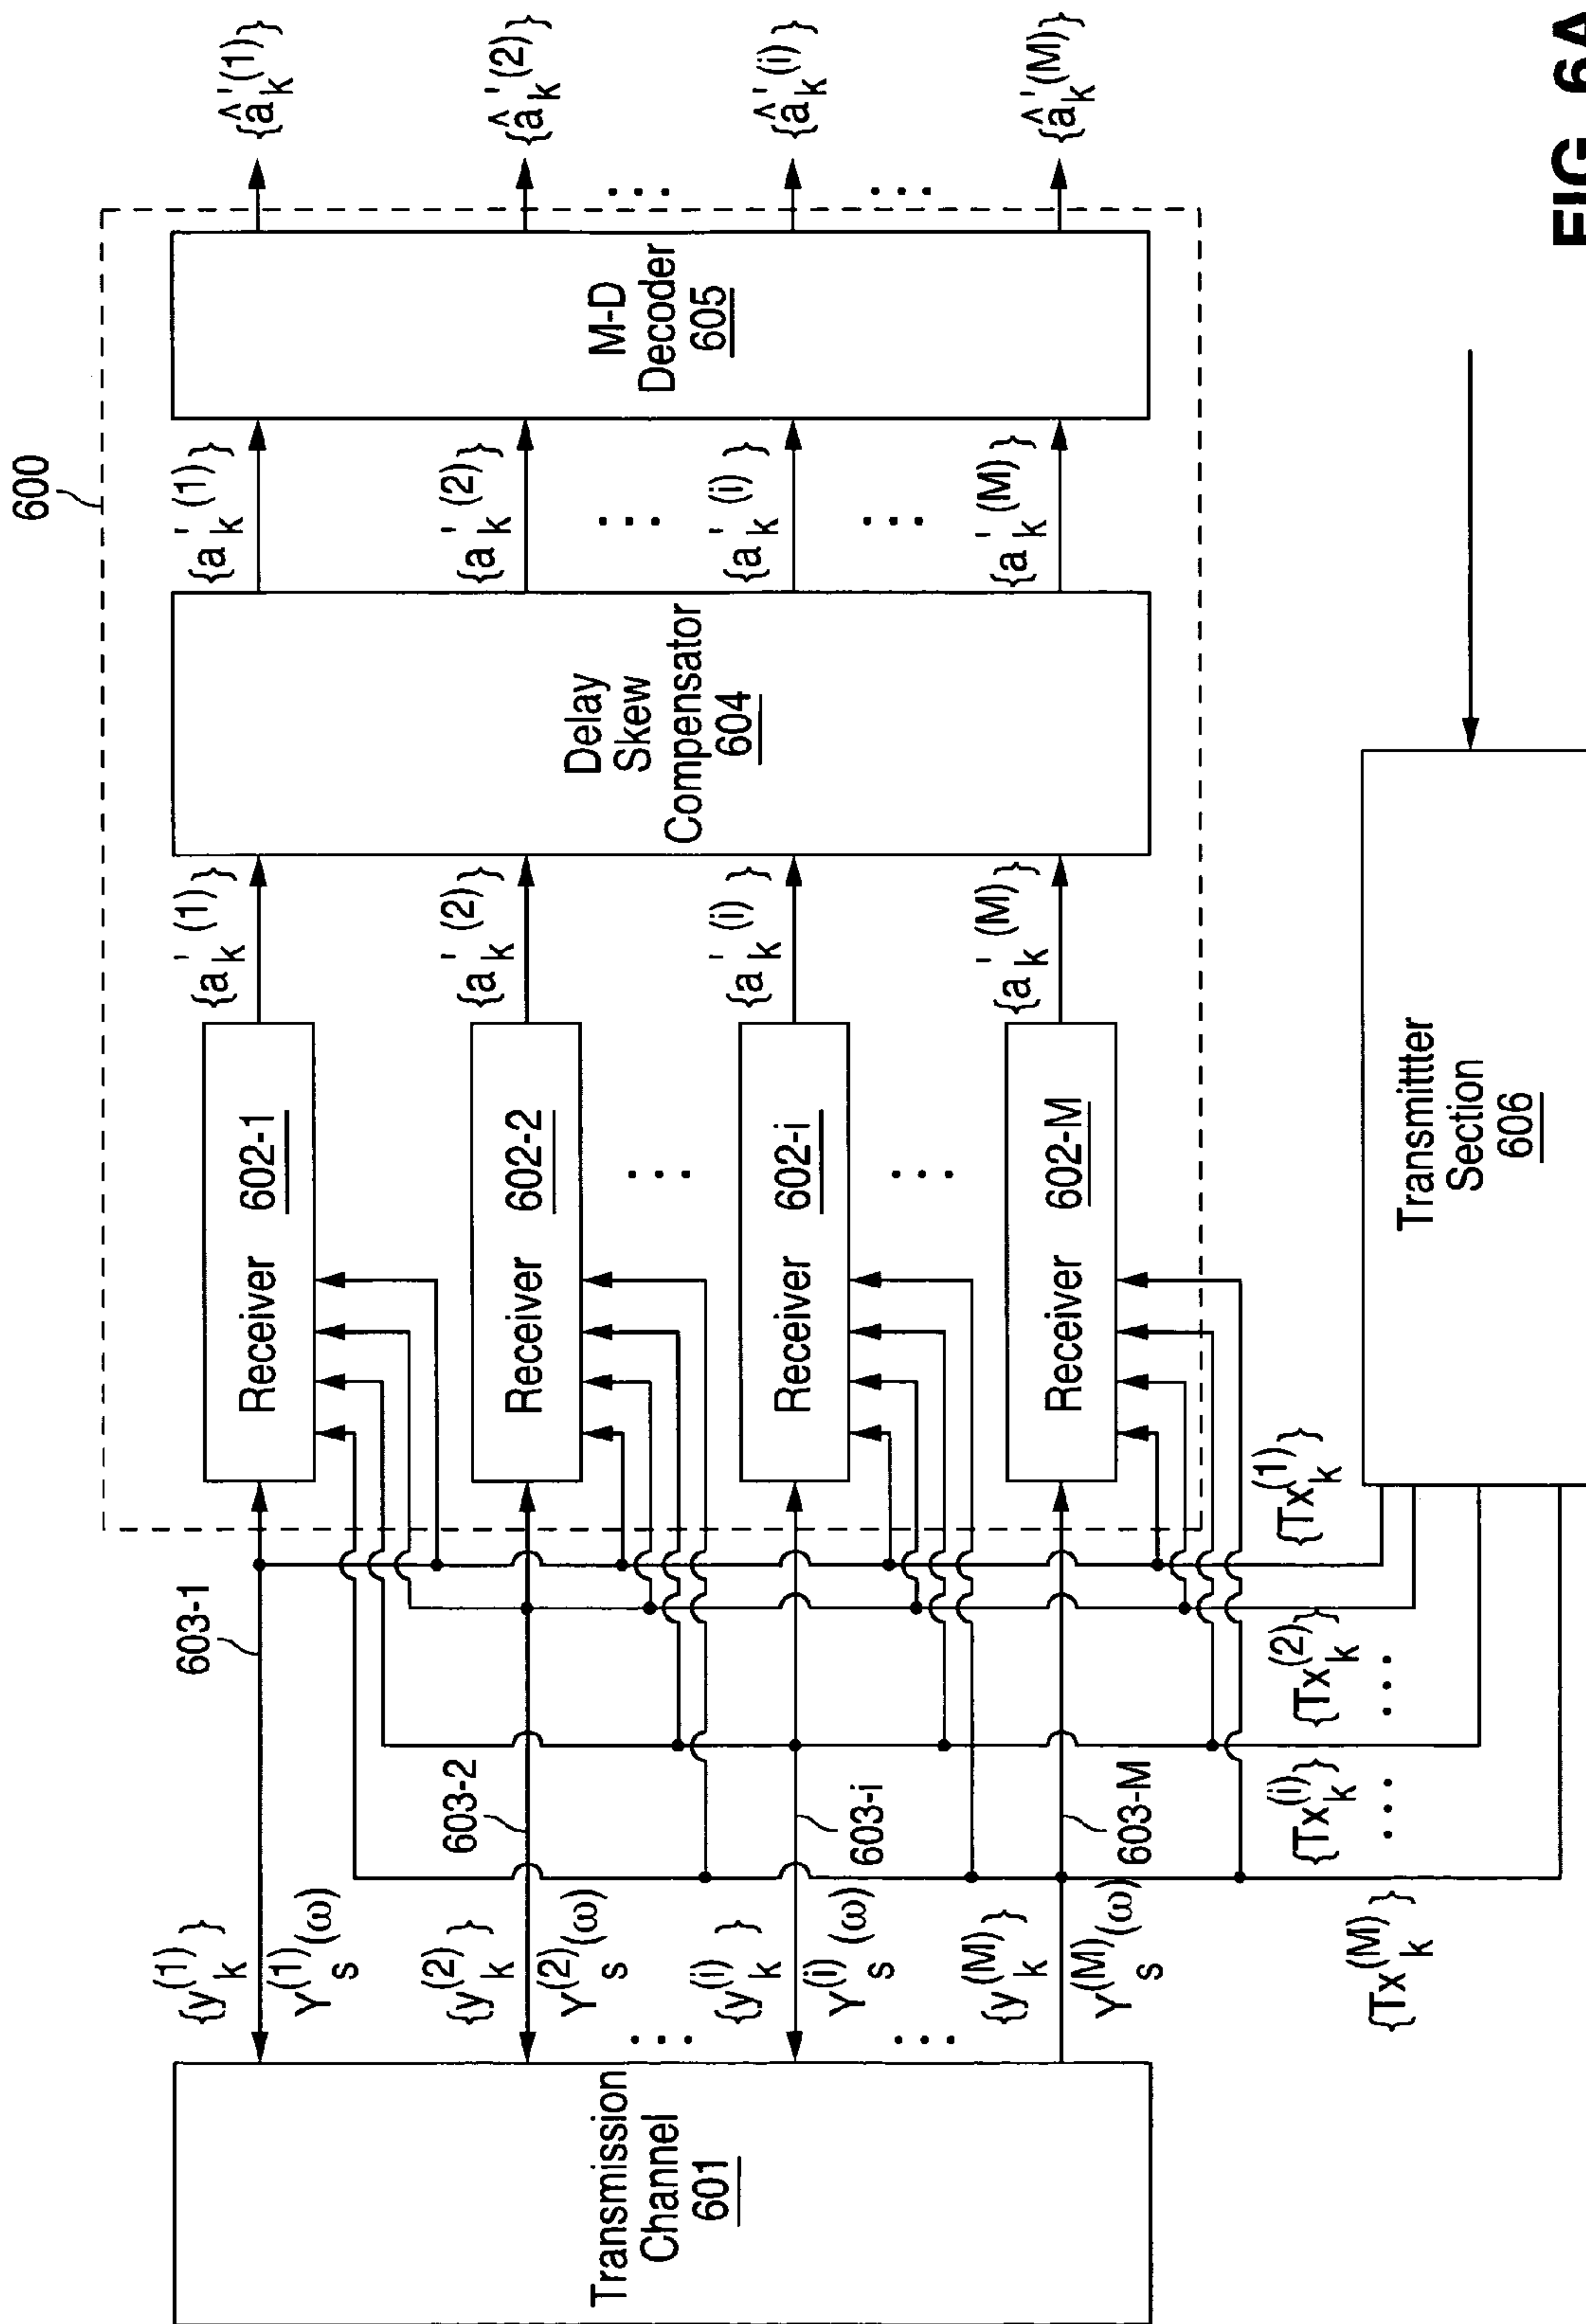 600
Transmission
Channel
601
{y_k^(1)}
Y_s^(1)(ω)
{y_k^(2)}
Y_s^(2)(ω)
...
{y_k^(i)}
Y_s^(i)(ω)
...
{y_k^(M)}
Y_s^(M)(ω)
603-1
603-2
603-i
603-M
Receiver 602-1
Receiver 602-2
...
Receiver 602-i
...
Receiver 602-M
{a'_k^(1)}
{a'_k^(2)}
{a'_k^(i)}
{a'_k^(M)}
Delay
Skew
Compensator
604
{a'_k^(1)}
{a'_k^(2)}
...
{a'_k^(i)}
...
{a'_k^(M)}
M-D
Decoder
605
{â'_k^(1)}
{â'_k^(2)}
...
{â'_k^(i)}
...
{â'_k^(M)}
{Tx_k^(1)}
{Tx_k^(2)}
...
{Tx_k^(i)}
...
{Tx_k^(M)}
Transmittter
Section
606
FIG. 6A